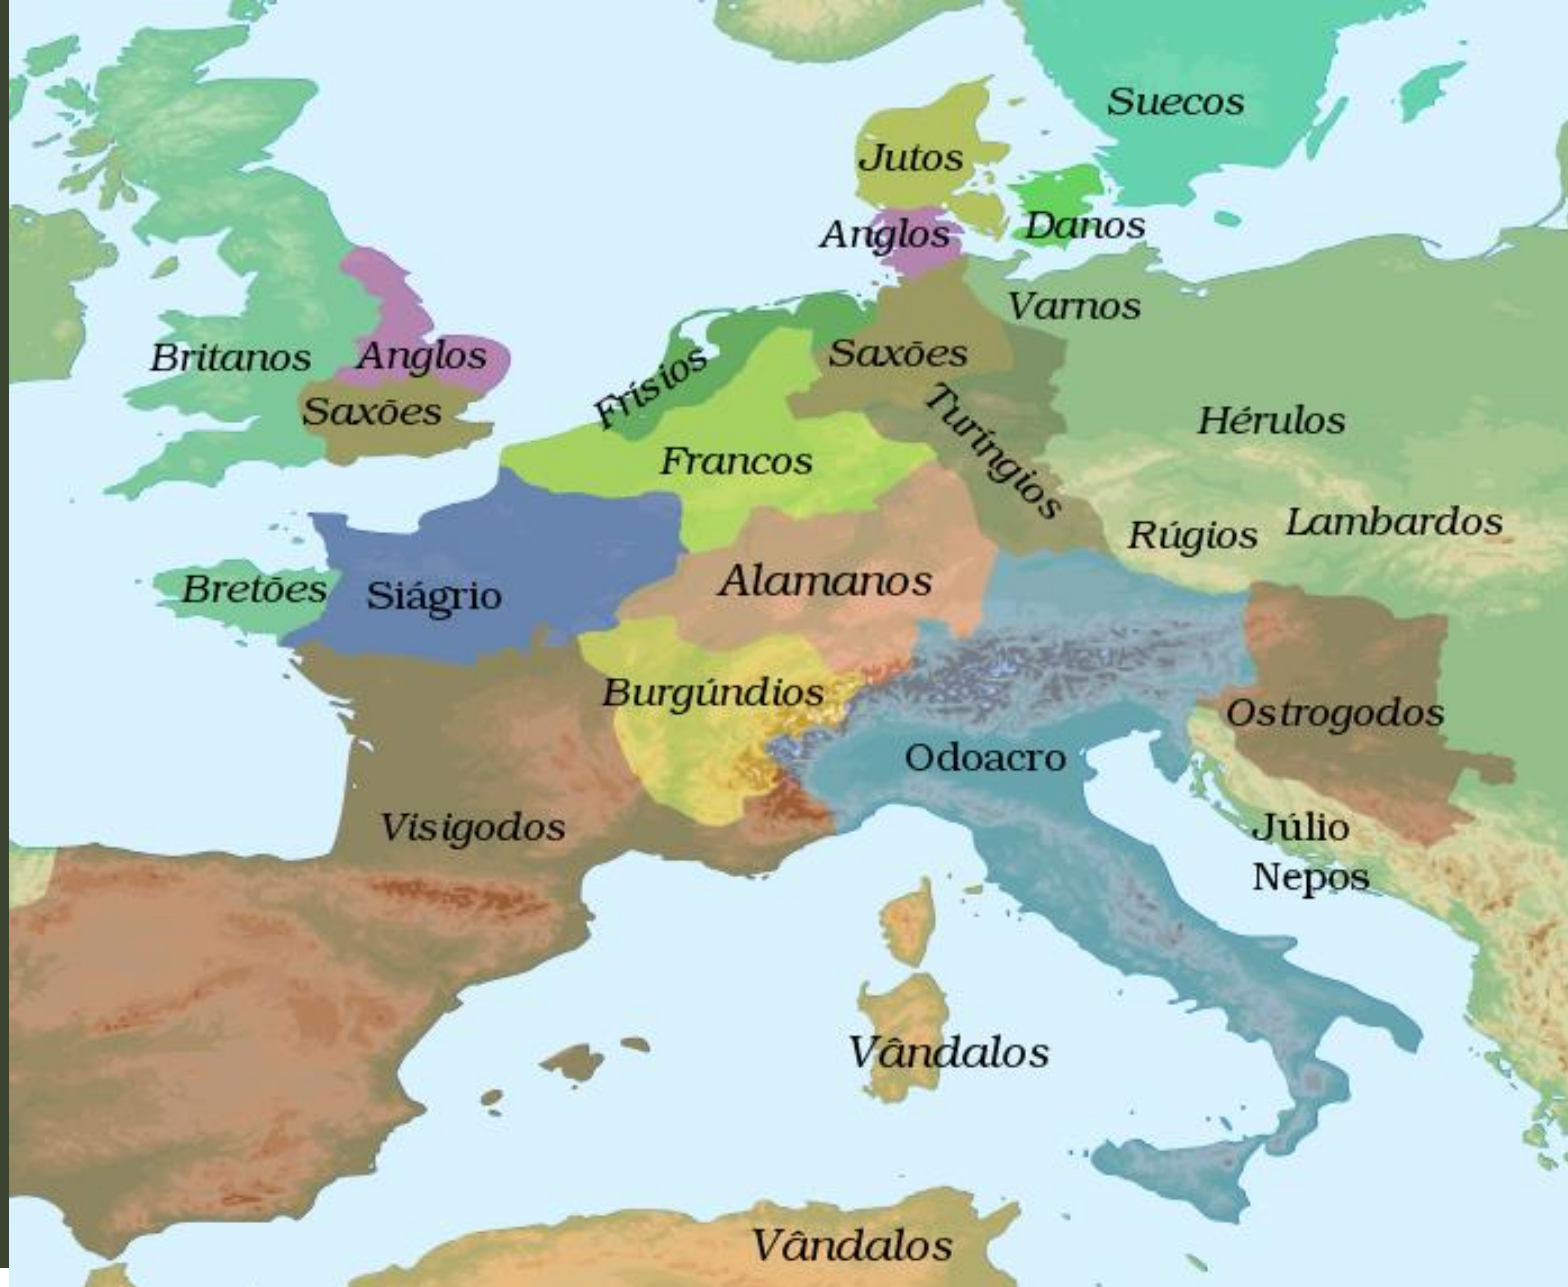 Suecos
Jutos
Anglos
Danos
Varnos
Britanos
Anglos
Frísios
Saxões
Saxões
Turíngios
Hérulos
Francos
Rúgios
Lambardos
Bretões
Siágrio
Alamanos
Burgúndios
Ostrogodos
Odoacro
Visigodos
Júlio
Nepos
Vândalos
Vândalos